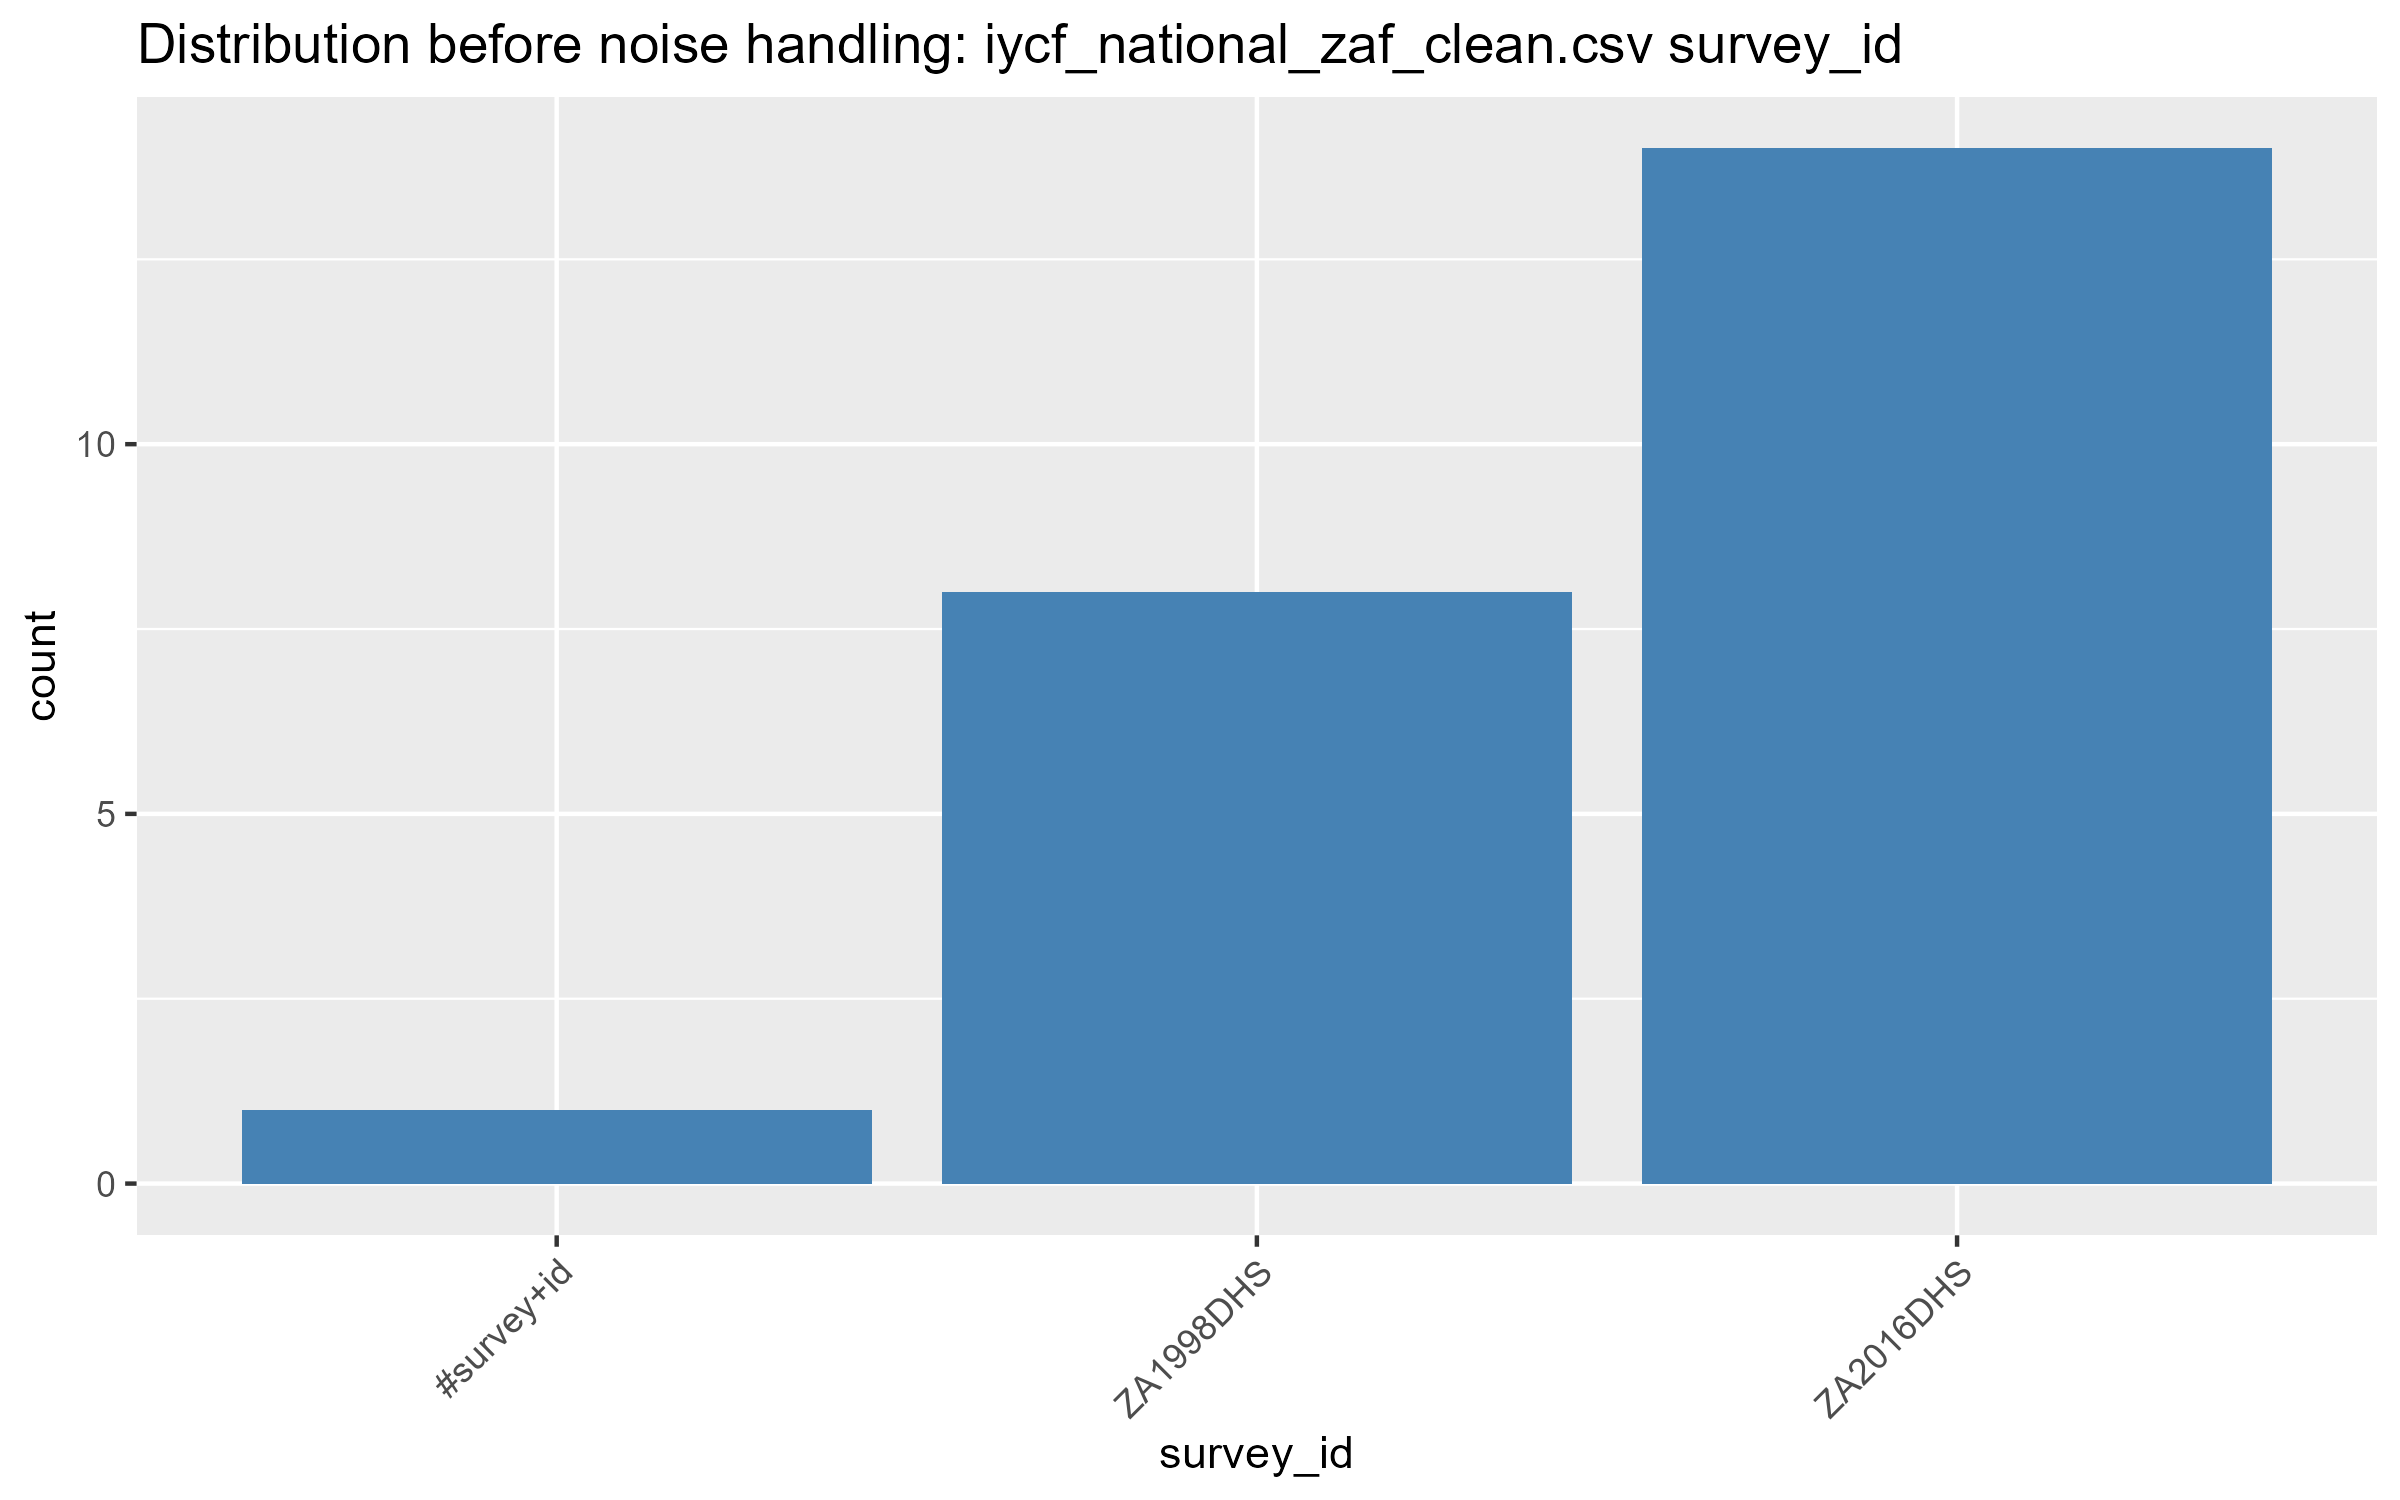 Distribution before noise handling: iycf_national_zaf_clean.csv survey_id
count
10
5
0
#survey+id
ZA1998DHS
ZA2016DHS
survey_id